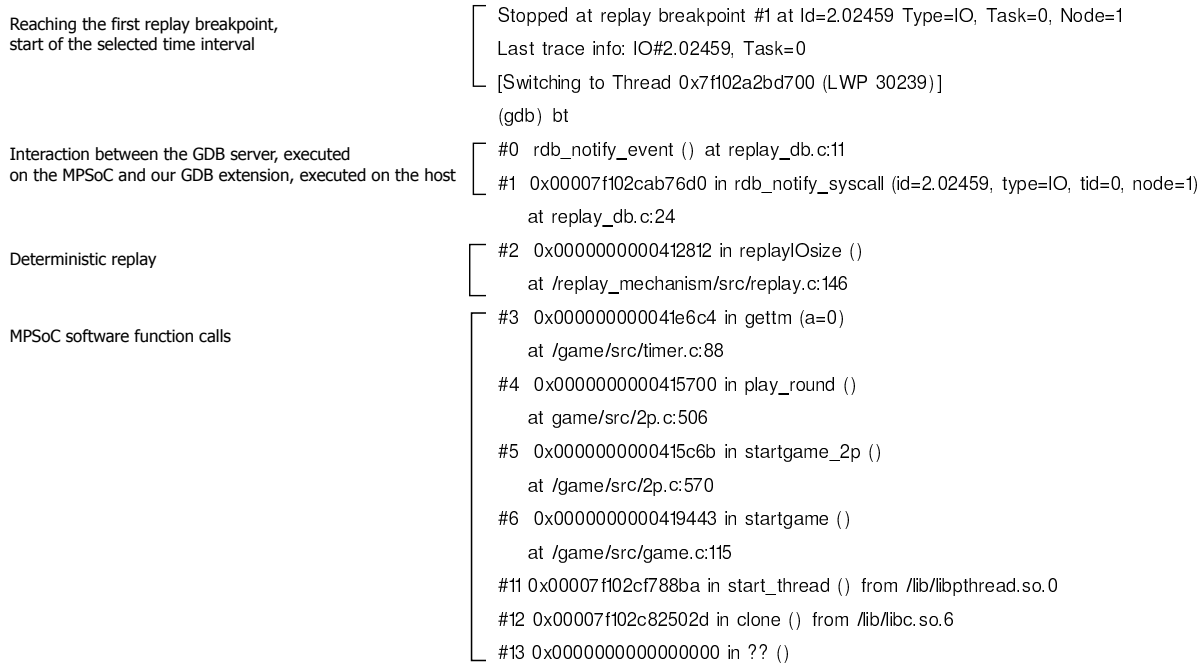 Reaching the first replay breakpoint,
start of the selected time interval
Stopped at replay breakpoint #1 at Id=2.02459 Type=IO, Task=0, Node=1
Last trace info: IO#2.02459, Task=0
[Switching to Thread 0x7f102a2bd700 (LWP 30239)]
(gdb) bt
Interaction between the GDB server, executed
on the MPSoC and our GDB extension, executed on the host
#0 rdb_notify_event () at replay_db.c:11
#1 0x00007f102cab76d0 in rdb_notify_syscall (id=2.02459, type=IO, tid=0, node=1)
at replay_db.c:24
Deterministic replay
#2 0x0000000000412812 in replayIOsize ()
at /replay_mechanism/src/replay.c:146
MPSoC software function calls
#3 0x000000000041e6c4 in gettm (a=0)
at /game/src/timer.c:88
#4 0x0000000000415700 in play_round ()
at game/src/2p.c:506
#5 0x0000000000415c6b in startgame_2p ()
at /game/src/2p.c:570
#6 0x0000000000419443 in startgame ()
at /game/src/game.c:115
#11 0x00007f102cf788ba in start_thread () from /lib/libpthread.so.0
#12 0x00007f102c82502d in clone () from /lib/libc.so.6
#13 0x0000000000000000 in ?? ()